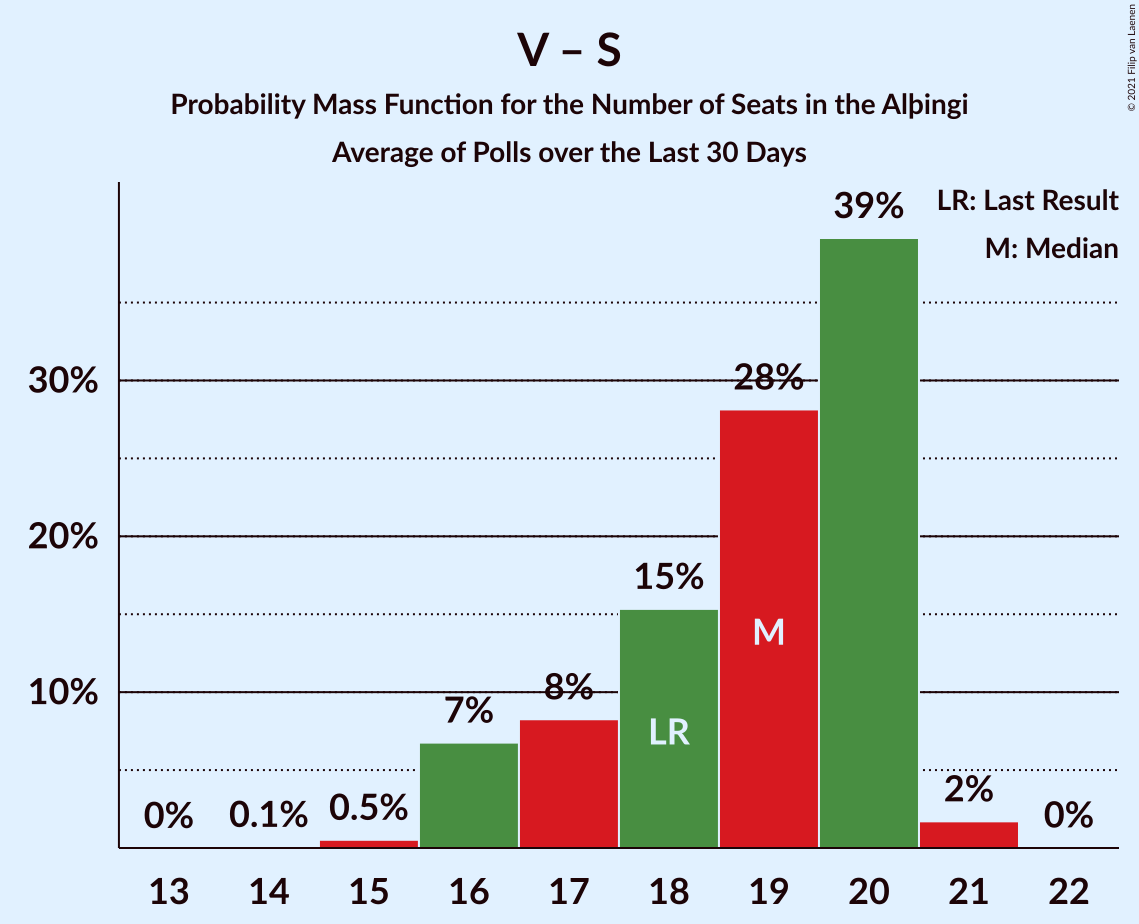 V – S
Probability Mass Function for the Number of Seats in the Alþingi
Average of Polls over the Last 30 Days
© 2021 Filip van Laenen
LR: Last Result
M: Median
39%
30%
28%
20%
15%
M
10%
8%
7%
LR
2%
0%
0.1%
0.5%
0%
13 14 15 16 17 18 19 20 21 22